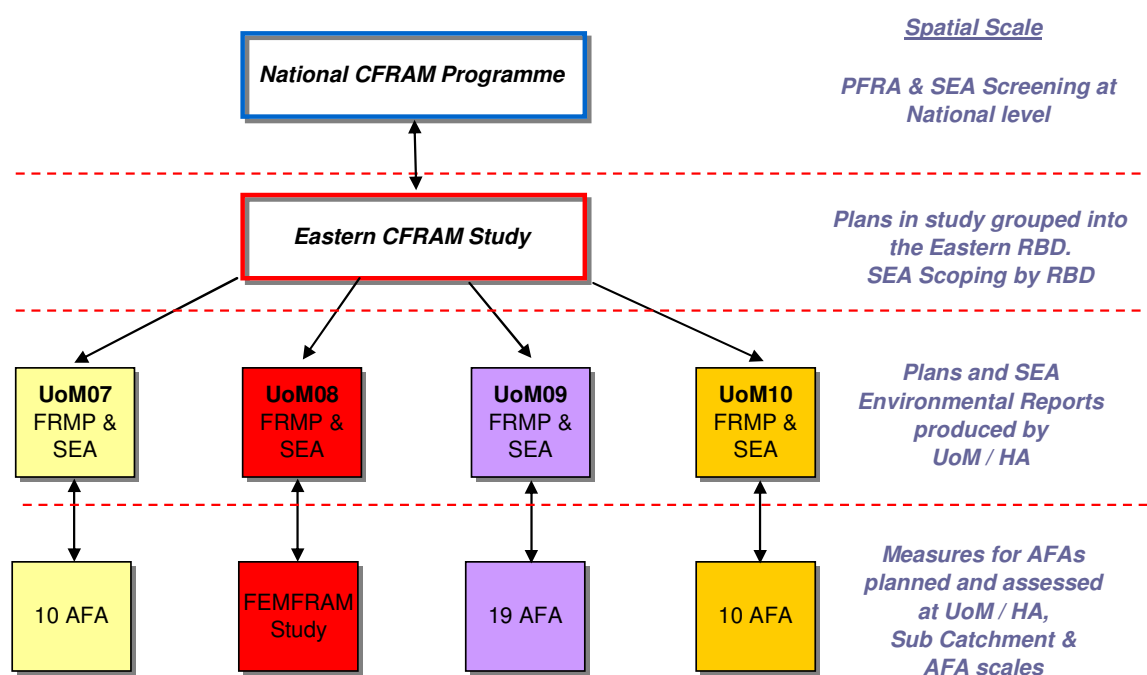 Spatial Scale
National CFRAM Programme
PFRA & SEA Screening at
National level
Eastern CFRAM Study
Plans in study grouped into
the Eastern RBD.
SEA Scoping by RBD
UoM07
FRMP &
SEA
UoM08
FRMP &
SEA
UoM09
FRMP &
SEA
UoM10
FRMP &
SEA
Plans and SEA
Environmental Reports
produced by
UoM / HA
10 AFA
FEMFRAM
Study
19 AFA
10 AFA
Measures for AFAs
planned and assessed
at UoM / HA,
Sub Catchment &
AFA scales